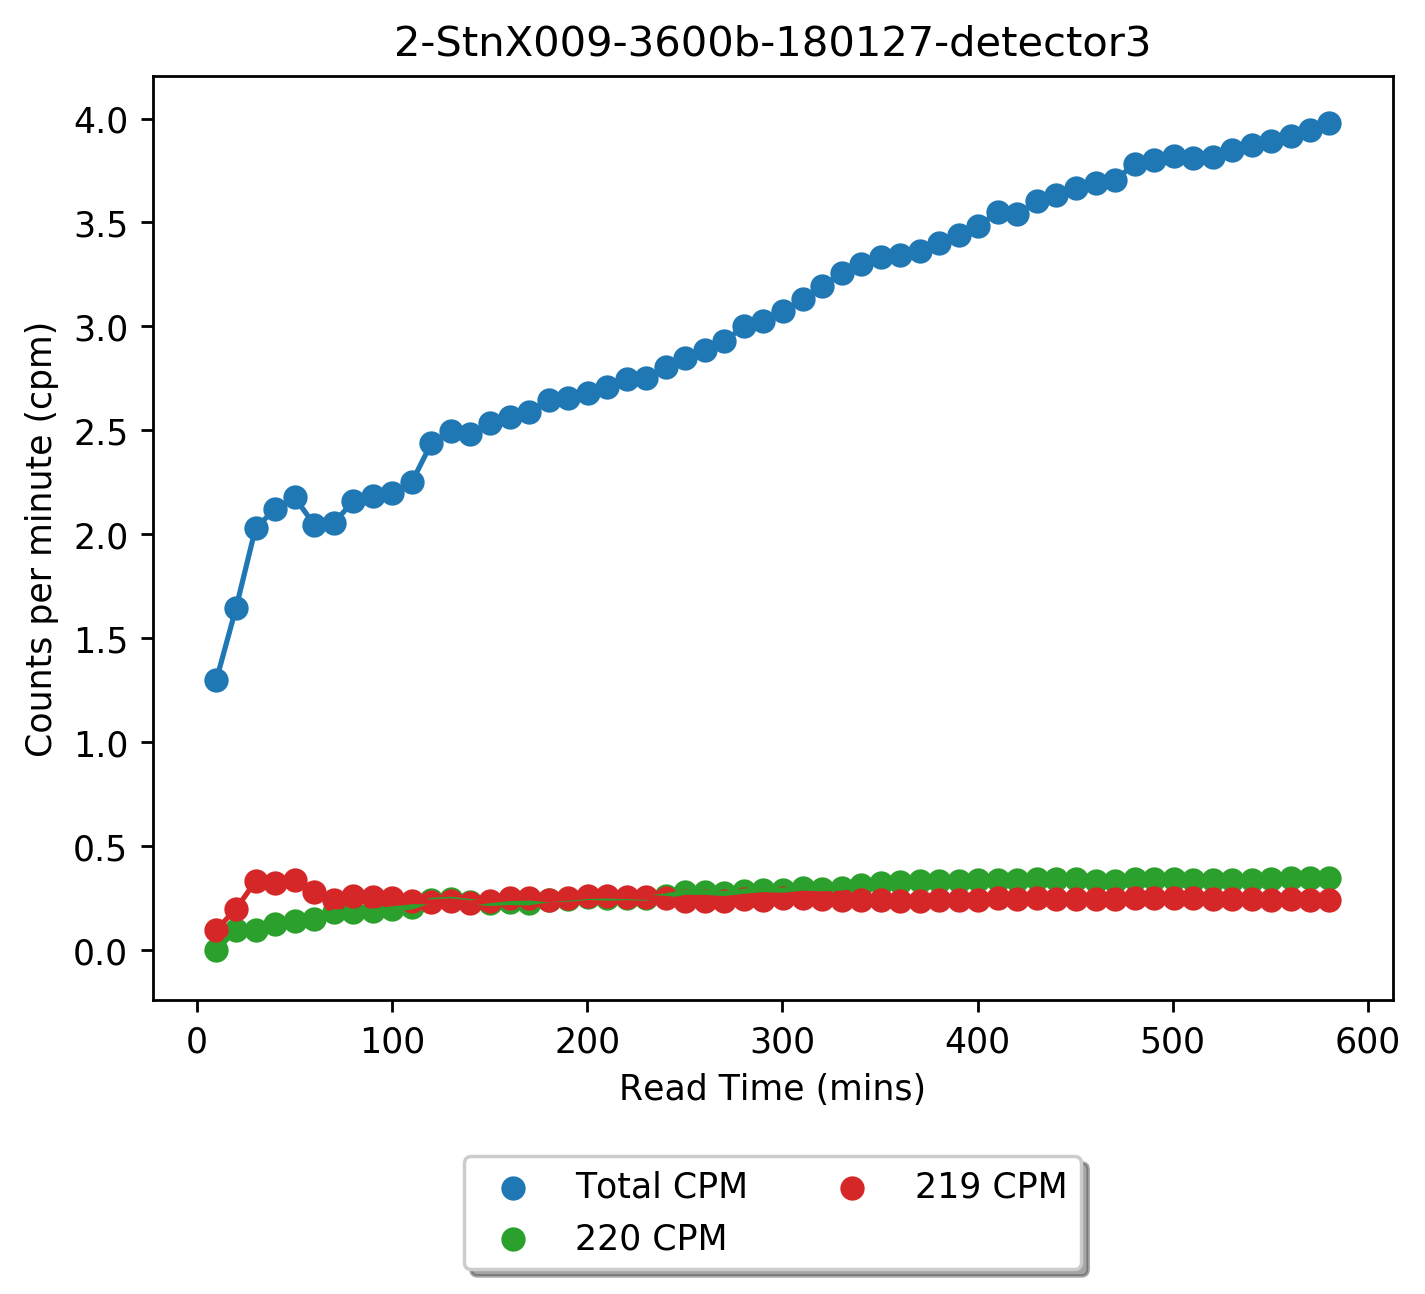 2-StnX009-3600b-180127-detector3
4.0
3.5
3.0
2.5
2.0
1.5
1.0
0.5
0.0
Counts per minute (cpm)
0 100 200 300 400 500 600
Read Time (mins)
Total CPM 219 CPM
220 CPM